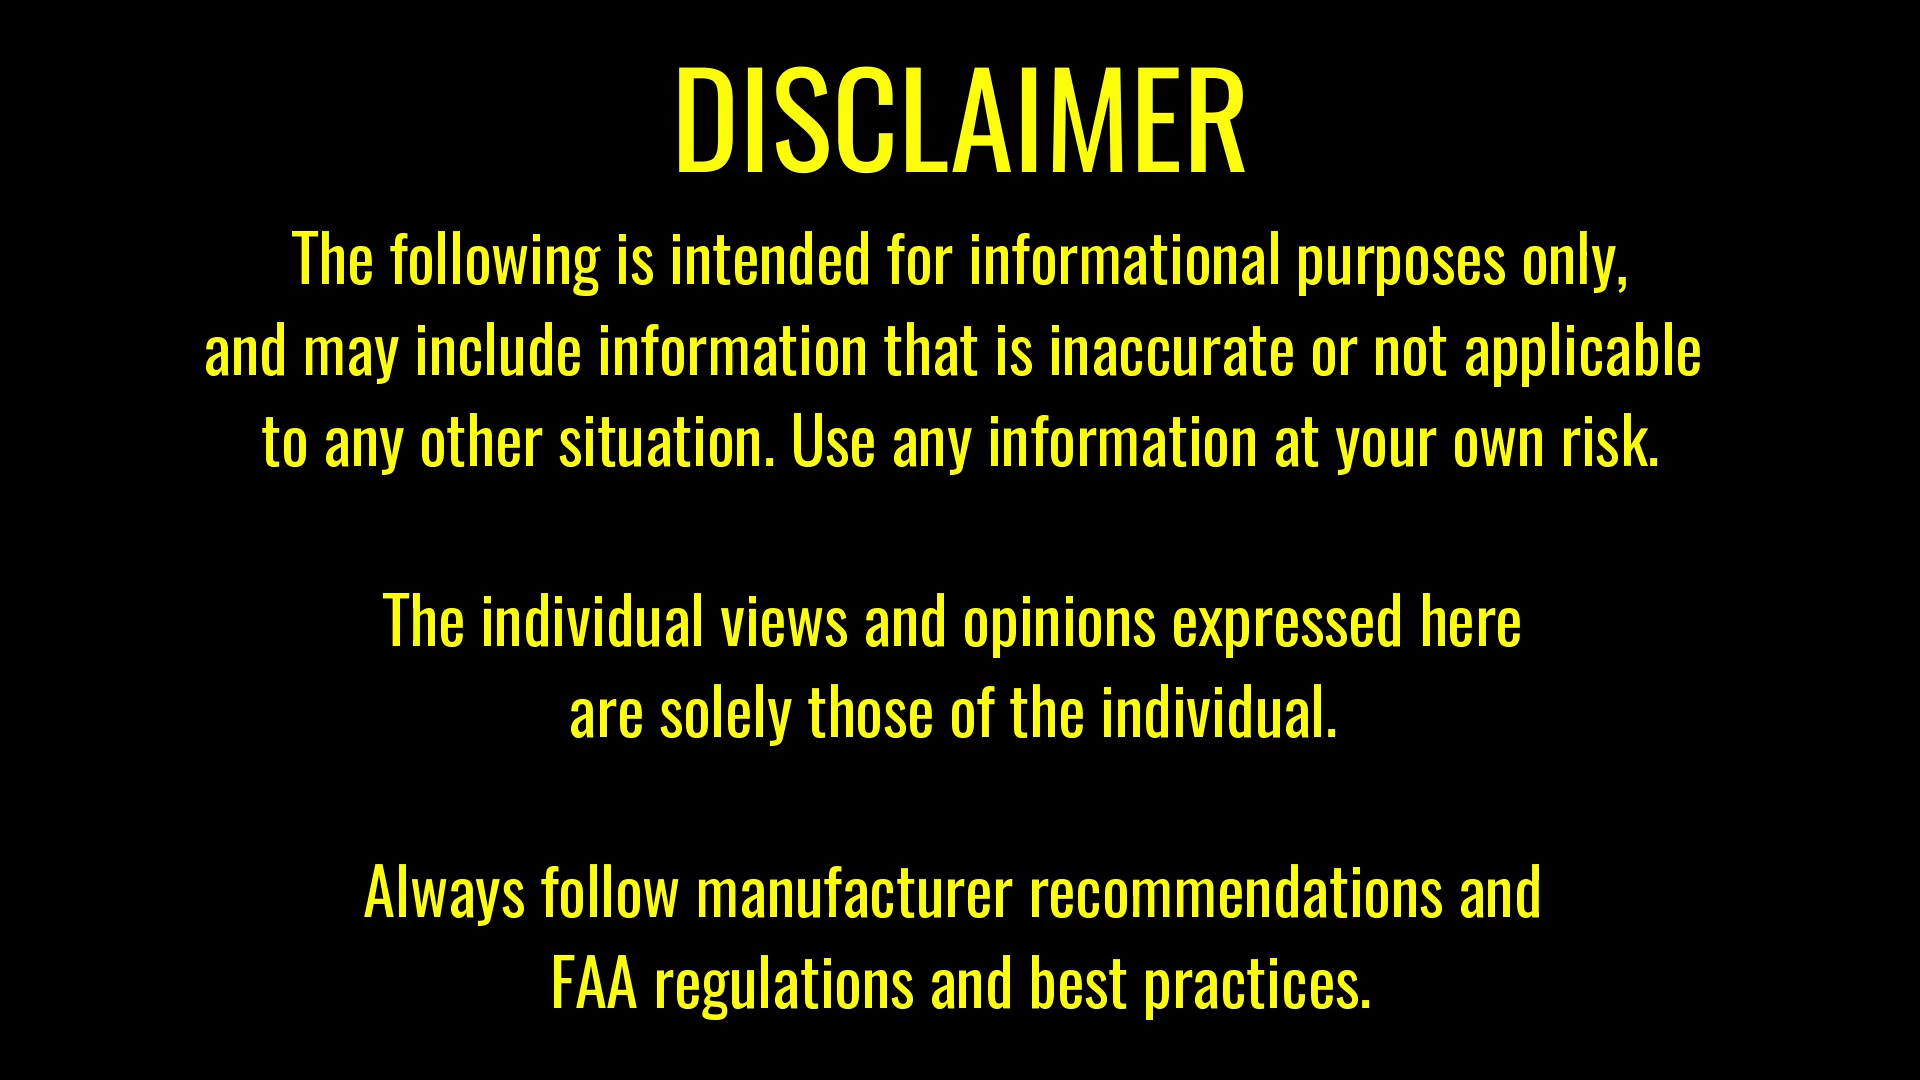 DISCLAIMER
The following is intended for informational purposes only,
and may include information that is inaccurate or not applicable
to any other situation. Use any information at your own risk.
The individual views and opinions expressed here
are solely those of the individual.
Always follow manufacturer recommendations and
FAA regulations and best practices.